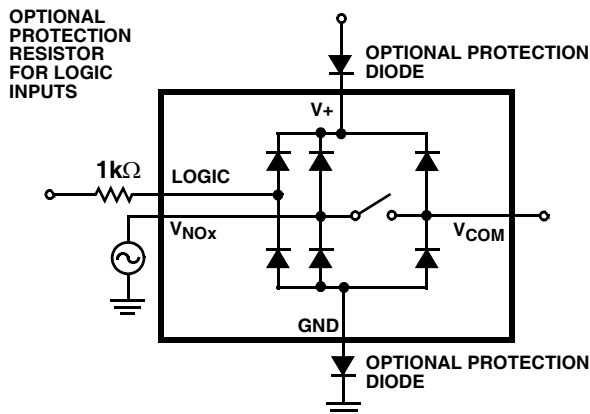 OPTIONAL
PROTECTION
RESISTOR
FOR LOGIC
INPUTS
OPTIONAL PROTECTION
DIODE
V+
1kΩ
LOGIC
VNOx
VCOM
GND
OPTIONAL PROTECTION
DIODE